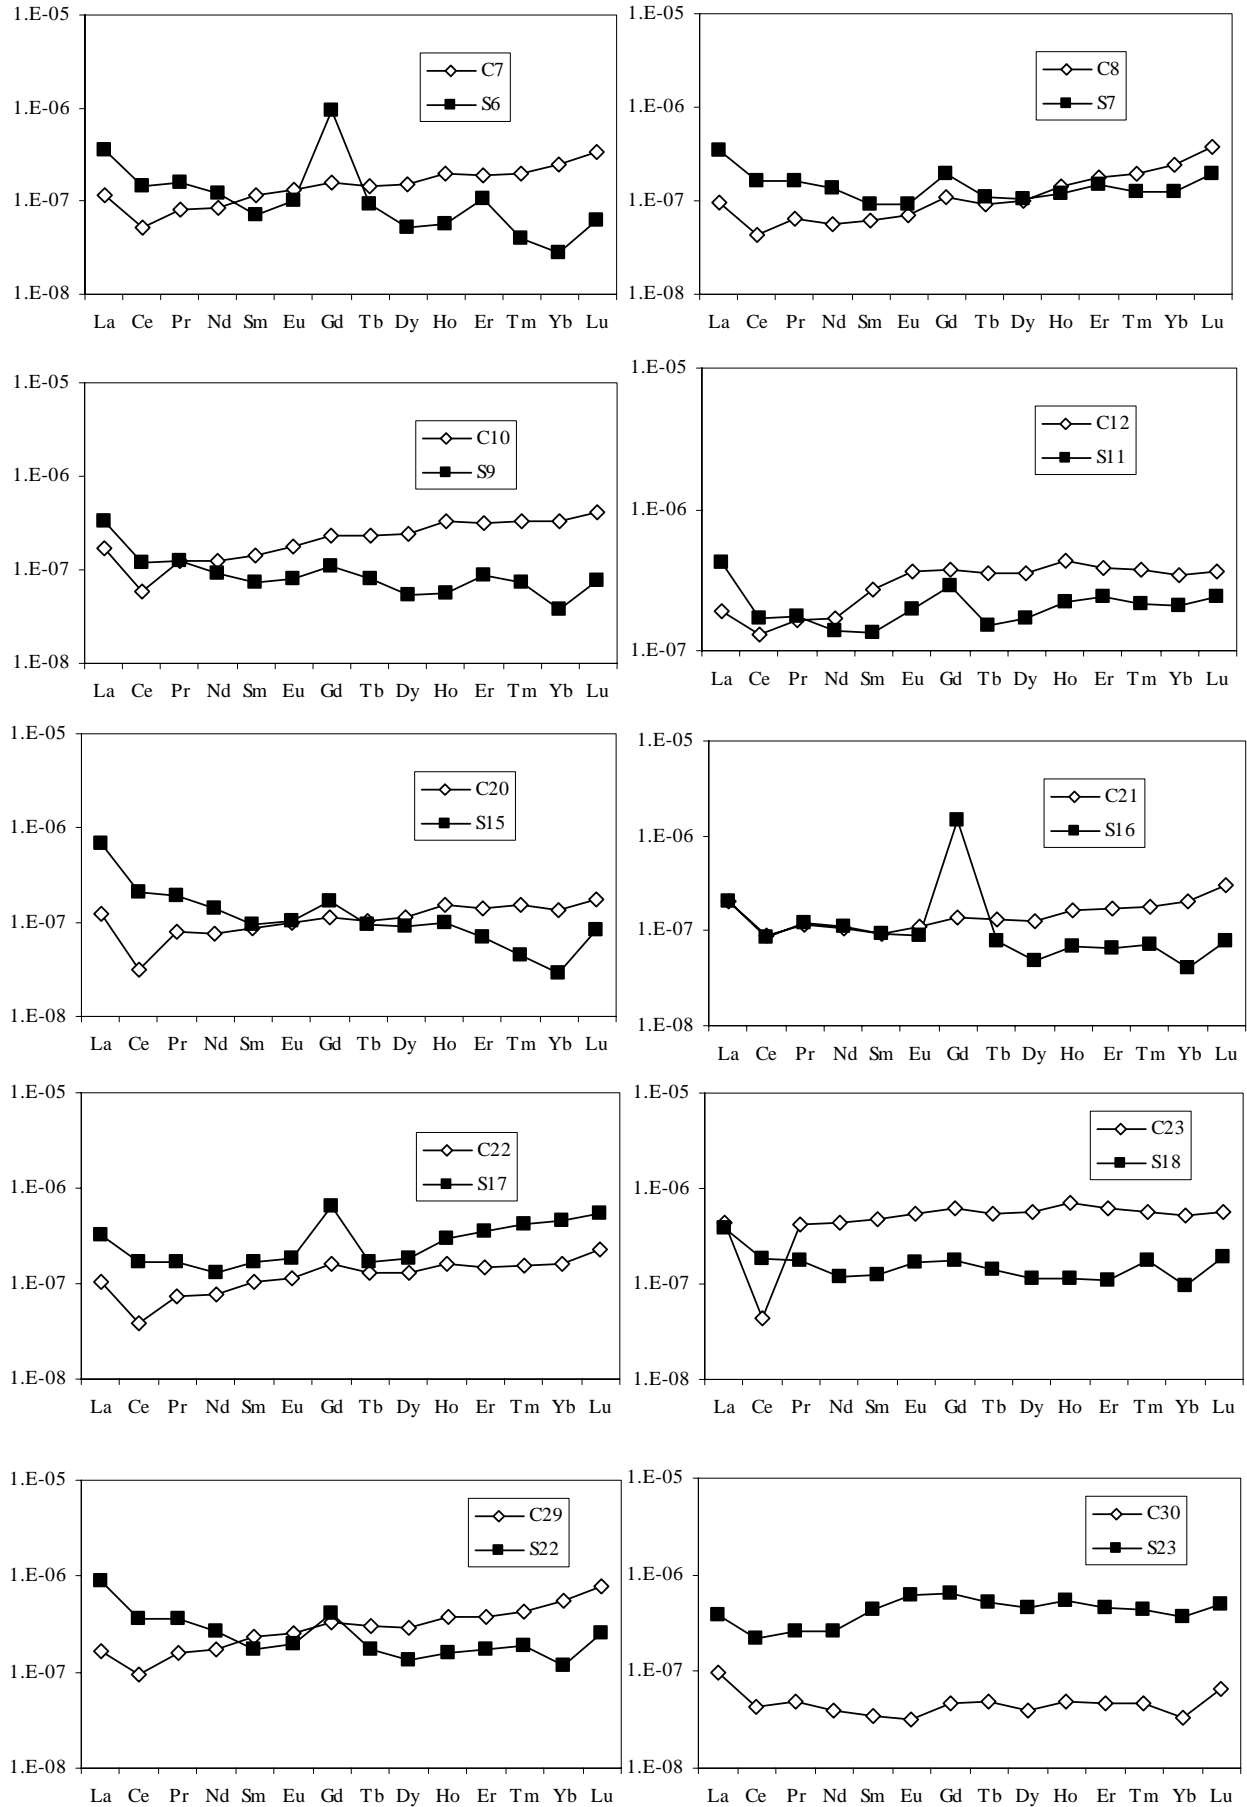 1.E-05
C7
S6
1.E-06
1.E-07
1.E-08
La Ce Pr Nd Sm Eu Gd Tb Dy Ho Er Tm Yb Lu
1.E-05
C8
S7
1.E-06
1.E-07
1.E-08
La Ce Pr Nd Sm Eu Gd Tb Dy Ho Er Tm Yb Lu
1.E-05
C10
S9
1.E-06
1.E-07
1.E-08
La Ce Pr Nd Sm Eu Gd Tb Dy Ho Er Tm Yb Lu
1.E-05
C12
S11
1.E-06
1.E-07
La Ce Pr Nd Sm Eu Gd Tb Dy Ho Er Tm Yb Lu
1.E-05
C20
S15
1.E-06
1.E-07
1.E-08
La Ce Pr Nd Sm Eu Gd Tb Dy Ho Er Tm Yb Lu
1.E-05
C21
S16
1.E-06
1.E-07
1.E-08
La Ce Pr Nd Sm Eu Gd Tb Dy Ho Er Tm Yb Lu
1.E-05
C22
S17
1.E-06
1.E-07
1.E-08
La Ce Pr Nd Sm Eu Gd Tb Dy Ho Er Tm Yb Lu
1.E-05
C23
S18
1.E-06
1.E-07
1.E-08
La Ce Pr Nd Sm Eu Gd Tb Dy Ho Er Tm Yb Lu
1.E-05
C29
S22
1.E-06
1.E-07
1.E-08
La Ce Pr Nd Sm Eu Gd Tb Dy Ho Er Tm Yb Lu
1.E-05
C30
S23
1.E-06
1.E-07
1.E-08
La Ce Pr Nd Sm Eu Gd Tb Dy Ho Er Tm Yb Lu